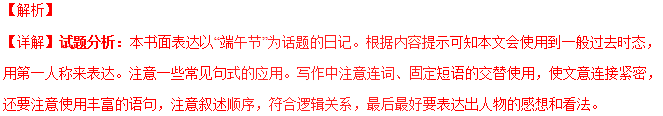 【解析】
【详解】试题分析：本书面表达以“端午节”为话题的日记。根据内容提示可知本文会使用到一般过去时态，
用第一人称来表达。注意一些常见句式的应用。写作中注意连词、固定短语的交替使用，使文意连接紧密，
还要注意使用丰富的语句，注意叙述顺序，符合逻辑关系，最后最好要表达出人物的感想和看法。